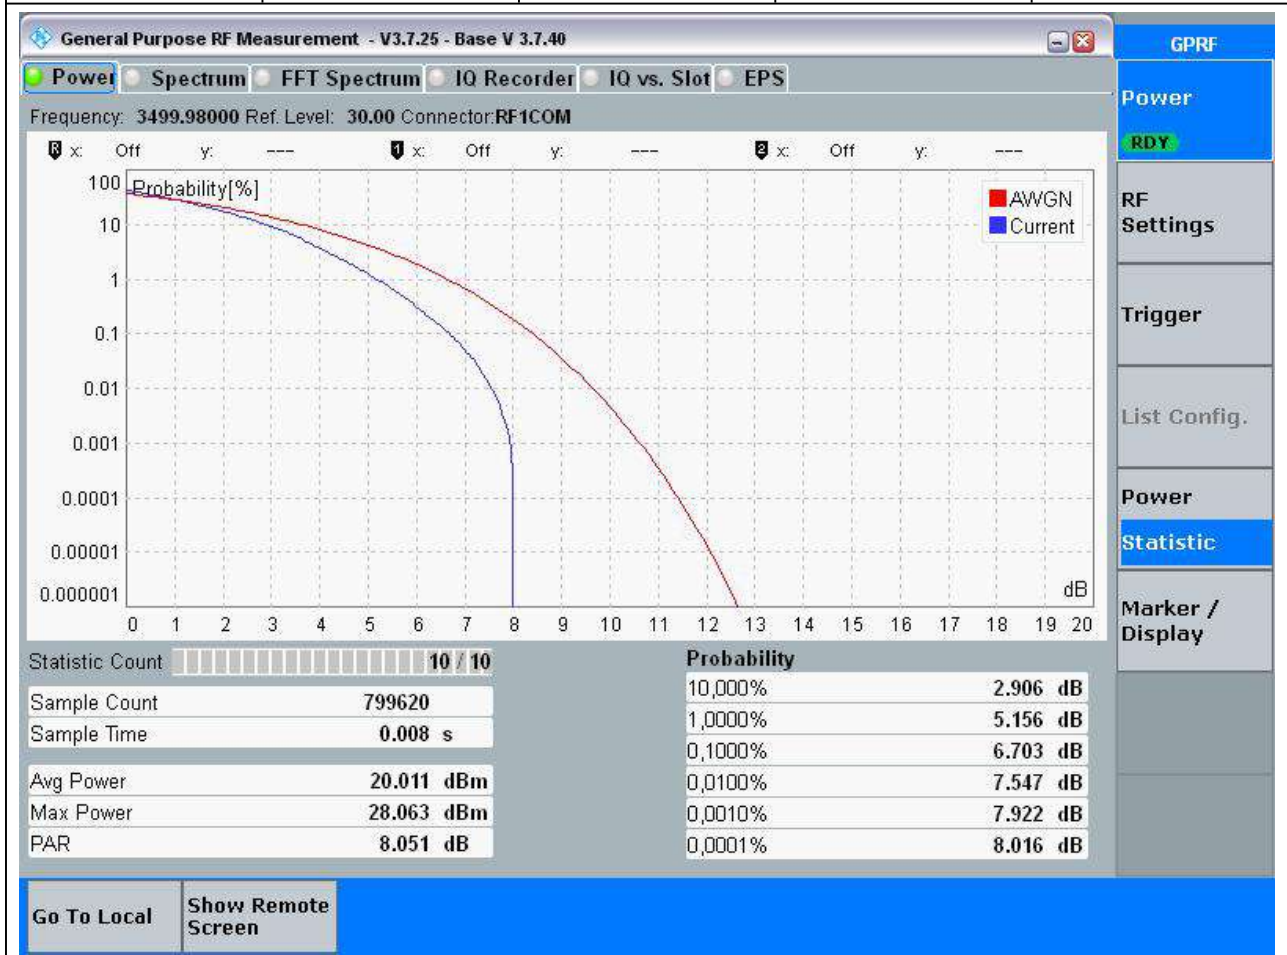 General Purpose RF Measurement - V3.7.25 - Base V 3.7.40
Power Spectrum FFT Spectrum IQ Recorder IQ vs. Slot EPS
Frequency: 3499.98000 Ref. Level: 30.00 Connector:RF1COM
R x: Off y: --- 1 x: Off y: --- 2 x: Off y: ---
Probability[%]
AWGN
Current
100
10
1
0.1
0.01
0.001
0.0001
0.00001
0.000001
dB
0 1 2 3 4 5 6 7 8 9 10 11 12 13 14 15 16 17 18 19 20
Statistic Count 10 / 10
Sample Count 799620
Sample Time 0.008 s
Avg Power 20.011 dBm
Max Power 28.063 dBm
PAR 8.051 dB
Probability
10,000% 2.906 dB
1,0000% 5.156 dB
0,1000% 6.703 dB
0,0100% 7.547 dB
0,0010% 7.922 dB
0,0001% 8.016 dB
GPRF
Power
RDY
RF
Settings
Trigger
List Config.
Power
Statistic
Marker /
Display
Go To Local
Show Remote
Screen